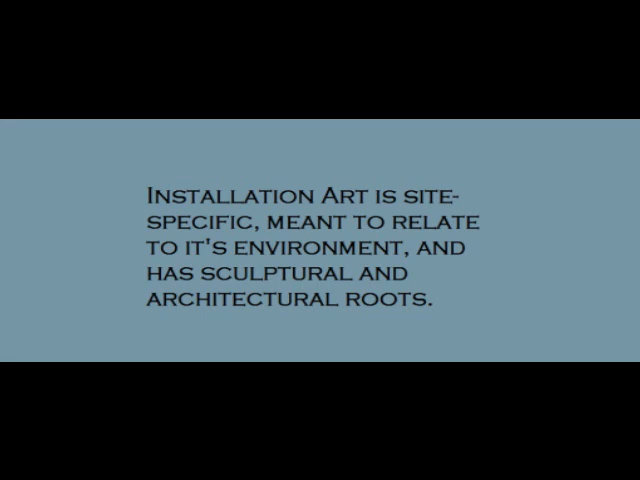 Installation Art is site-
specific, meant to relate
to it's environment, and
has sculptural and
architectural roots.